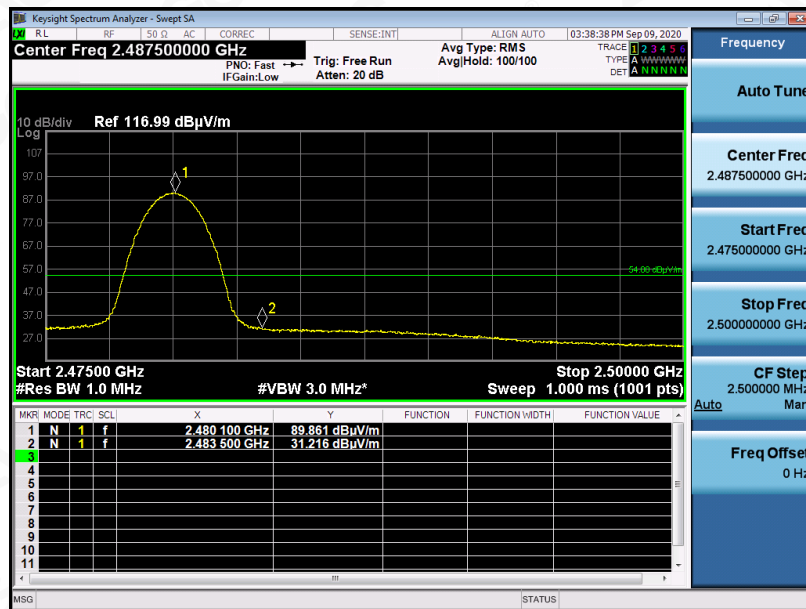 Keysight Spectrum Analyzer - Swept SA
LXI RL RF 50 Ω AC CORREC SENSE:INT ALIGN AUTO 03:38:38 PM Sep 09, 2020
Center Freq 2.487500000 GHz
PNO: Fast
IFGain:Low
Trig: Free Run
Atten: 20 dB
Avg Type: RMS
Avg|Hold: 100/100
TRACE 1 2 3 4 5 6
TYPE A WWWWW
DET A N N N N N
10 dB/div Ref 116.99 dBµV/m
Log
107
97.0
87.0
77.0
67.0
57.0
47.0
37.0
27.0
1
2
54.00 dBµV/m
Start 2.47500 GHz Stop 2.50000 GHz
#Res BW 1.0 MHz #VBW 3.0 MHz* Sweep 1.000 ms (1001 pts)
MKR MODE TRC SCL X Y FUNCTION FUNCTION WIDTH FUNCTION VALUE
1 N 1 f 2.480 100 GHz 89.861 dBµV/m
2 N 1 f 2.483 500 GHz 31.216 dBµV/m
3
4
5
6
7
8
9
10
11
MSG STATUS
Frequency
Auto Tune
Center Freq
2.487500000 GHz
Start Freq
2.475000000 GHz
Stop Freq
2.500000000 GHz
CF Step
2.500000 MHz
Auto Man
Freq Offset
0 Hz